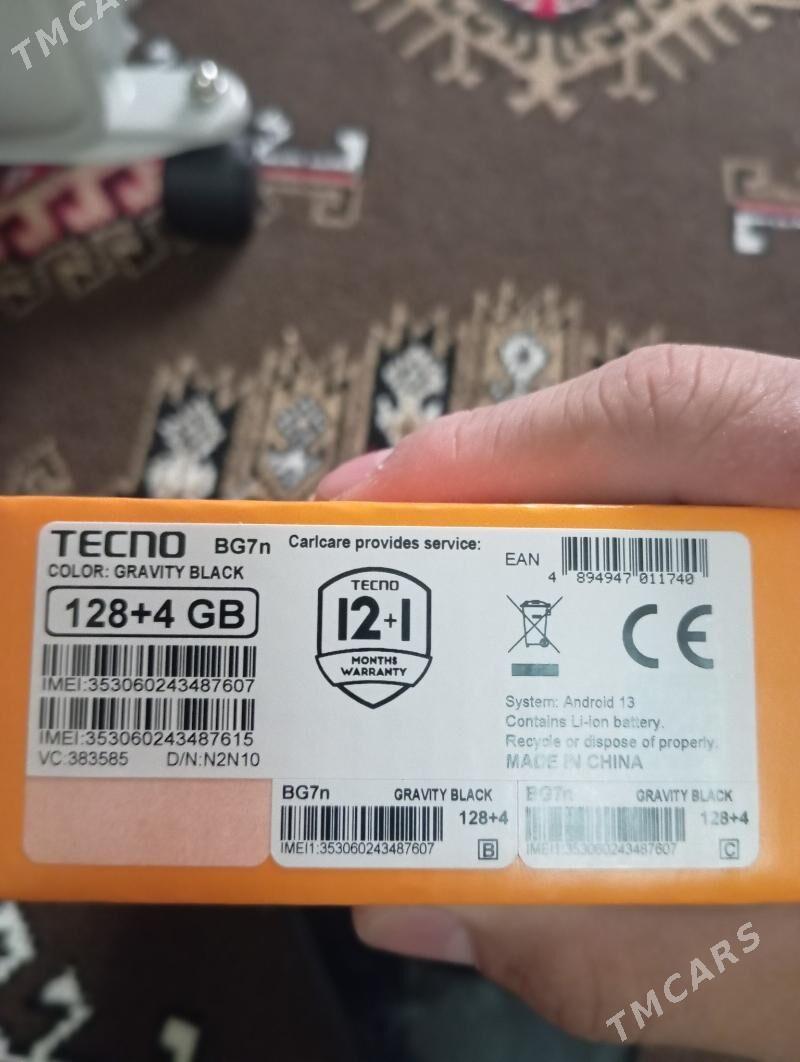 TMCARS
TECNO BG7n
COLOR: GRAVITY BLACK
128+4 GB
IMEI:353060243487607
IMEI:353060243487615
VC:383585 D/N:N2N10
Carlcare provides service:
TECNO
12+1
MONTHS
WARRANTY
EAN
4 894947 011740
CE
System: Android 13
Contains Li-ion battery.
Recycle or dispose of properly.
MADE IN CHINA
BG7n GRAVITY BLACK
128+4
IMEI1:353060243487607
B
BG7n GRAVITY BLACK
128+4
IMEI1:353060243487607
C
TMCARS